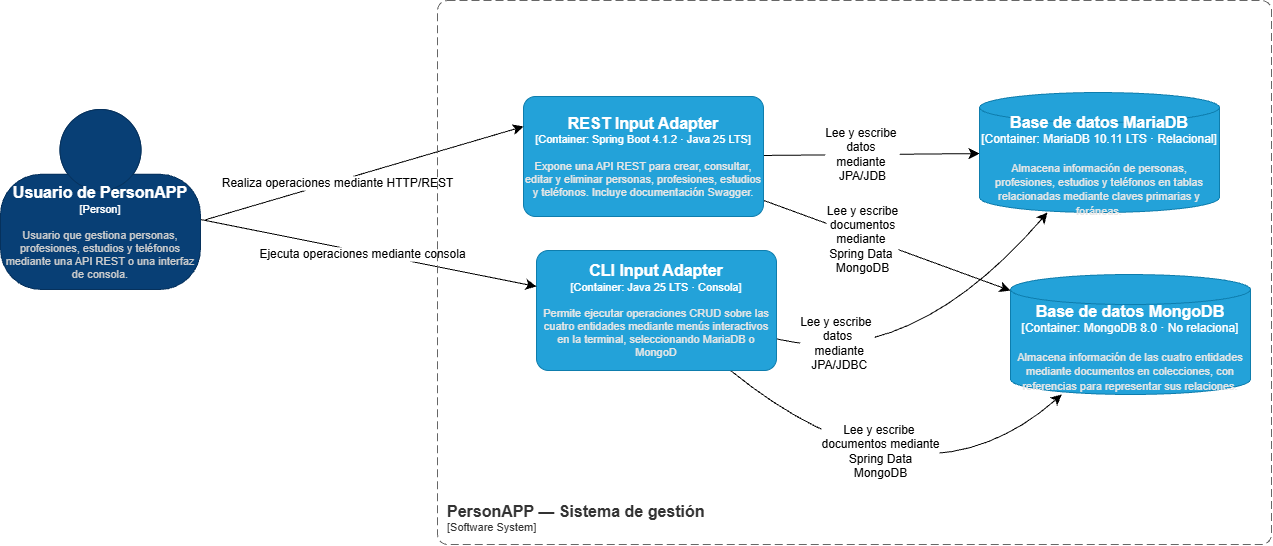 Usuario de PersonAPP
[Person]
Usuario que gestiona personas,
profesiones, estudios y teléfonos
mediante una API REST o una interfaz
de consola.
Realiza operaciones mediante HTTP/REST
Ejecuta operaciones mediante consola
REST Input Adapter
[Container: Spring Boot 4.1.2 · Java 25 LTS]
Expone una API REST para crear, consultar,
editar y eliminar personas, profesiones, estudios
y teléfonos. Incluye documentación Swagger.
CLI Input Adapter
[Container: Java 25 LTS · Consola]
Permite ejecutar operaciones CRUD sobre las
cuatro entidades mediante menús interactivos
en la terminal, seleccionando MariaDB o
MongoD
Lee y escribe
datos
mediante
JPA/JDB
Lee y escribe
documentos
mediante
Spring Data
MongoDB
Lee y escribe
datos
mediante
JPA/JDBC
Lee y escribe
documentos mediante
Spring Data
MongoDB
Base de datos MariaDB
[Container: MariaDB 10.11 LTS · Relacional]
Almacena información de personas,
profesiones, estudios y teléfonos en tablas
relacionadas mediante claves primarias y
foráneas
Base de datos MongoDB
[Container: MongoDB 8.0 · No relaciona]
Almacena información de las cuatro entidades
mediante documentos en colecciones, con
referencias para representar sus relaciones
PersonAPP — Sistema de gestión
[Software System]